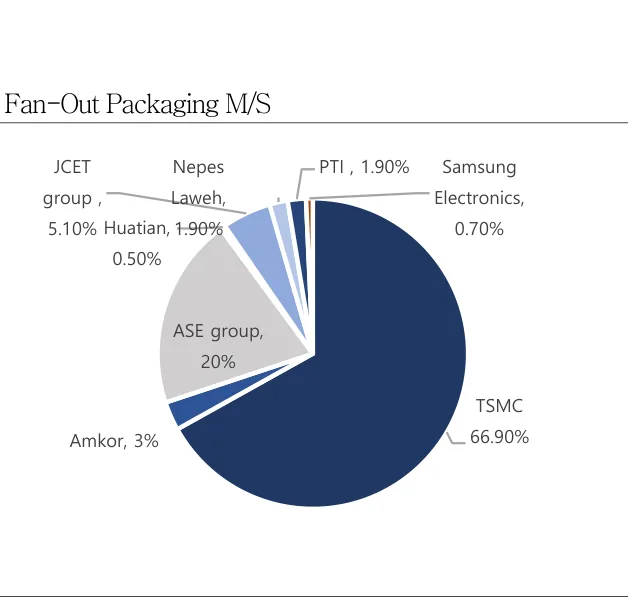 Fan-Out Packaging M/S
JCET
group ,
5.10%
Nepes
Laweh,
1.90%
PTI , 1.90%
Samsung
Electronics,
0.70%
Huatian,
0.50%
ASE group,
20%
Amkor, 3%
TSMC
66.90%